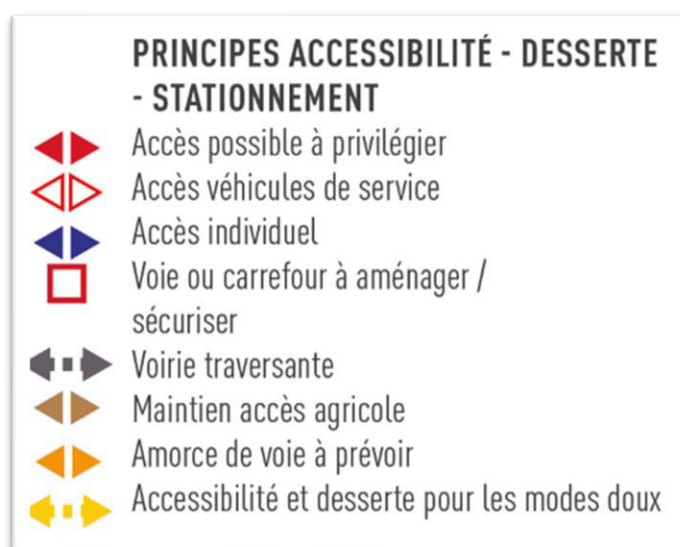 PRINCIPES ACCESSIBILITÉ - DESSERTE
- STATIONNEMENT
Accès possible à privilégier
Accès véhicules de service
Accès individuel
Voie ou carrefour à aménager /
sécuriser
Voirie traversante
Maintien accès agricole
Amorce de voie à prévoir
Accessibilité et desserte pour les modes doux